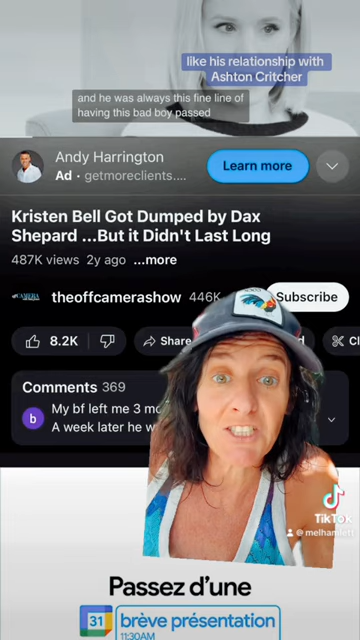 like his relationship with
Ashton Critcher
and he was always this fine line of
having this bad boy passed
Andy Harrington
Ad · getmoreclients....
Learn more
Kristen Bell Got Dumped by Dax
Shepard ...But it Didn't Last Long
487K views 2y ago ...more
theoffcamerashow 446K
Subscribe
8.2K
Share
Comments 369
b
My bf left me 3 mo
A week later he w
TikTok
@melhamlett
Passez d'une
31 brève présentation
11:30AM